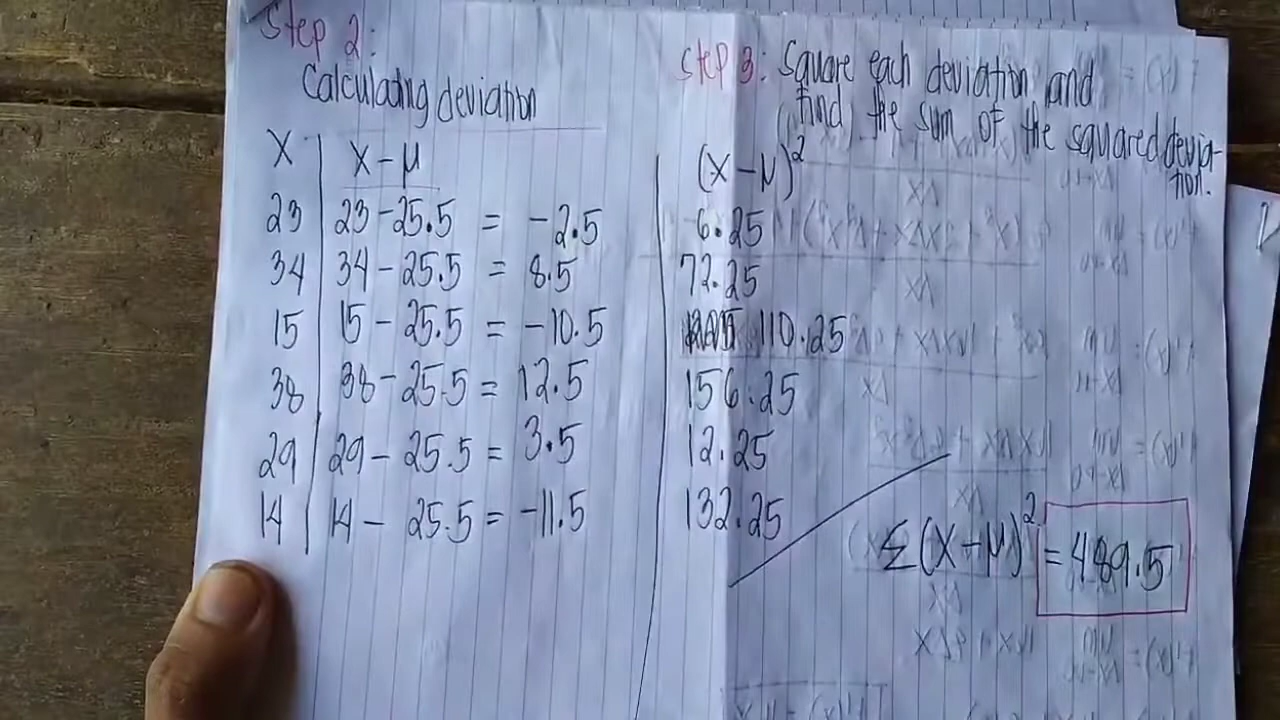 Step 2:
Calculating deviation
X | X - μ
23 | 23 - 25.5 = -2.5
34 | 34 - 25.5 = 8.5
15 | 15 - 25.5 = -10.5
38 | 38 - 25.5 = 12.5
29 | 29 - 25.5 = 3.5
14 | 14 - 25.5 = -11.5
Step 3: Square each deviation and
find the sum of the squared devia-
tion.
(X - μ)²
6.25
72.25
110.25
156.25
12.25
132.25
Σ(X - μ)² = 489.5